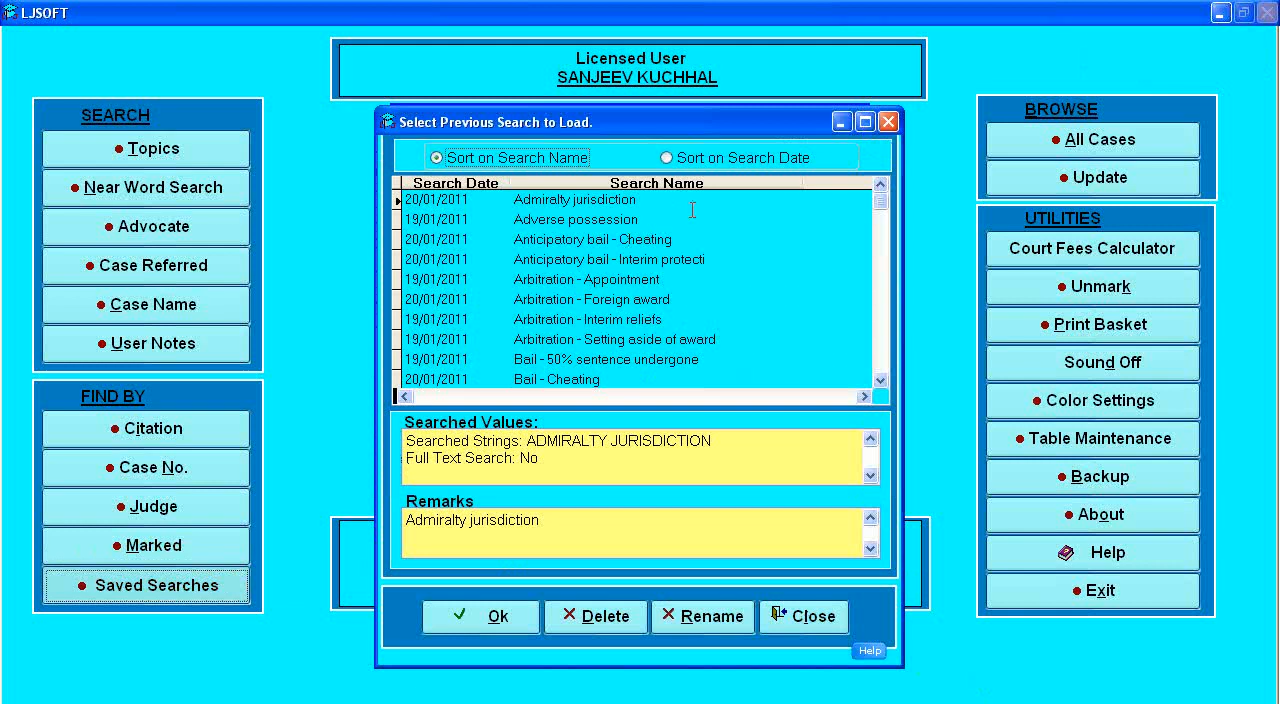 LJSOFT
Licensed User
SANJEEV KUCHHAL
SEARCH
Topics
Near Word Search
Advocate
Case Referred
Case Name
User Notes
FIND BY
Citation
Case No.
Judge
Marked
Saved Searches
Select Previous Search to Load.
Sort on Search Name Sort on Search Date
Search Date Search Name
20/01/2011 Admiralty jurisdiction
19/01/2011 Adverse possession
20/01/2011 Anticipatory bail - Cheating
20/01/2011 Anticipatory bail - Interim protecti
19/01/2011 Arbitration - Appointment
20/01/2011 Arbitration - Foreign award
19/01/2011 Arbitration - Interim reliefs
19/01/2011 Arbitration - Setting aside of award
19/01/2011 Bail - 50% sentence undergone
20/01/2011 Bail - Cheating
Searched Values:
Searched Strings: ADMIRALTY JURISDICTION
Full Text Search: No
Remarks
Admiralty jurisdiction
Ok Delete Rename Close
Help
BROWSE
All Cases
Update
UTILITIES
Court Fees Calculator
Unmark
Print Basket
Sound Off
Color Settings
Table Maintenance
Backup
About
Help
Exit